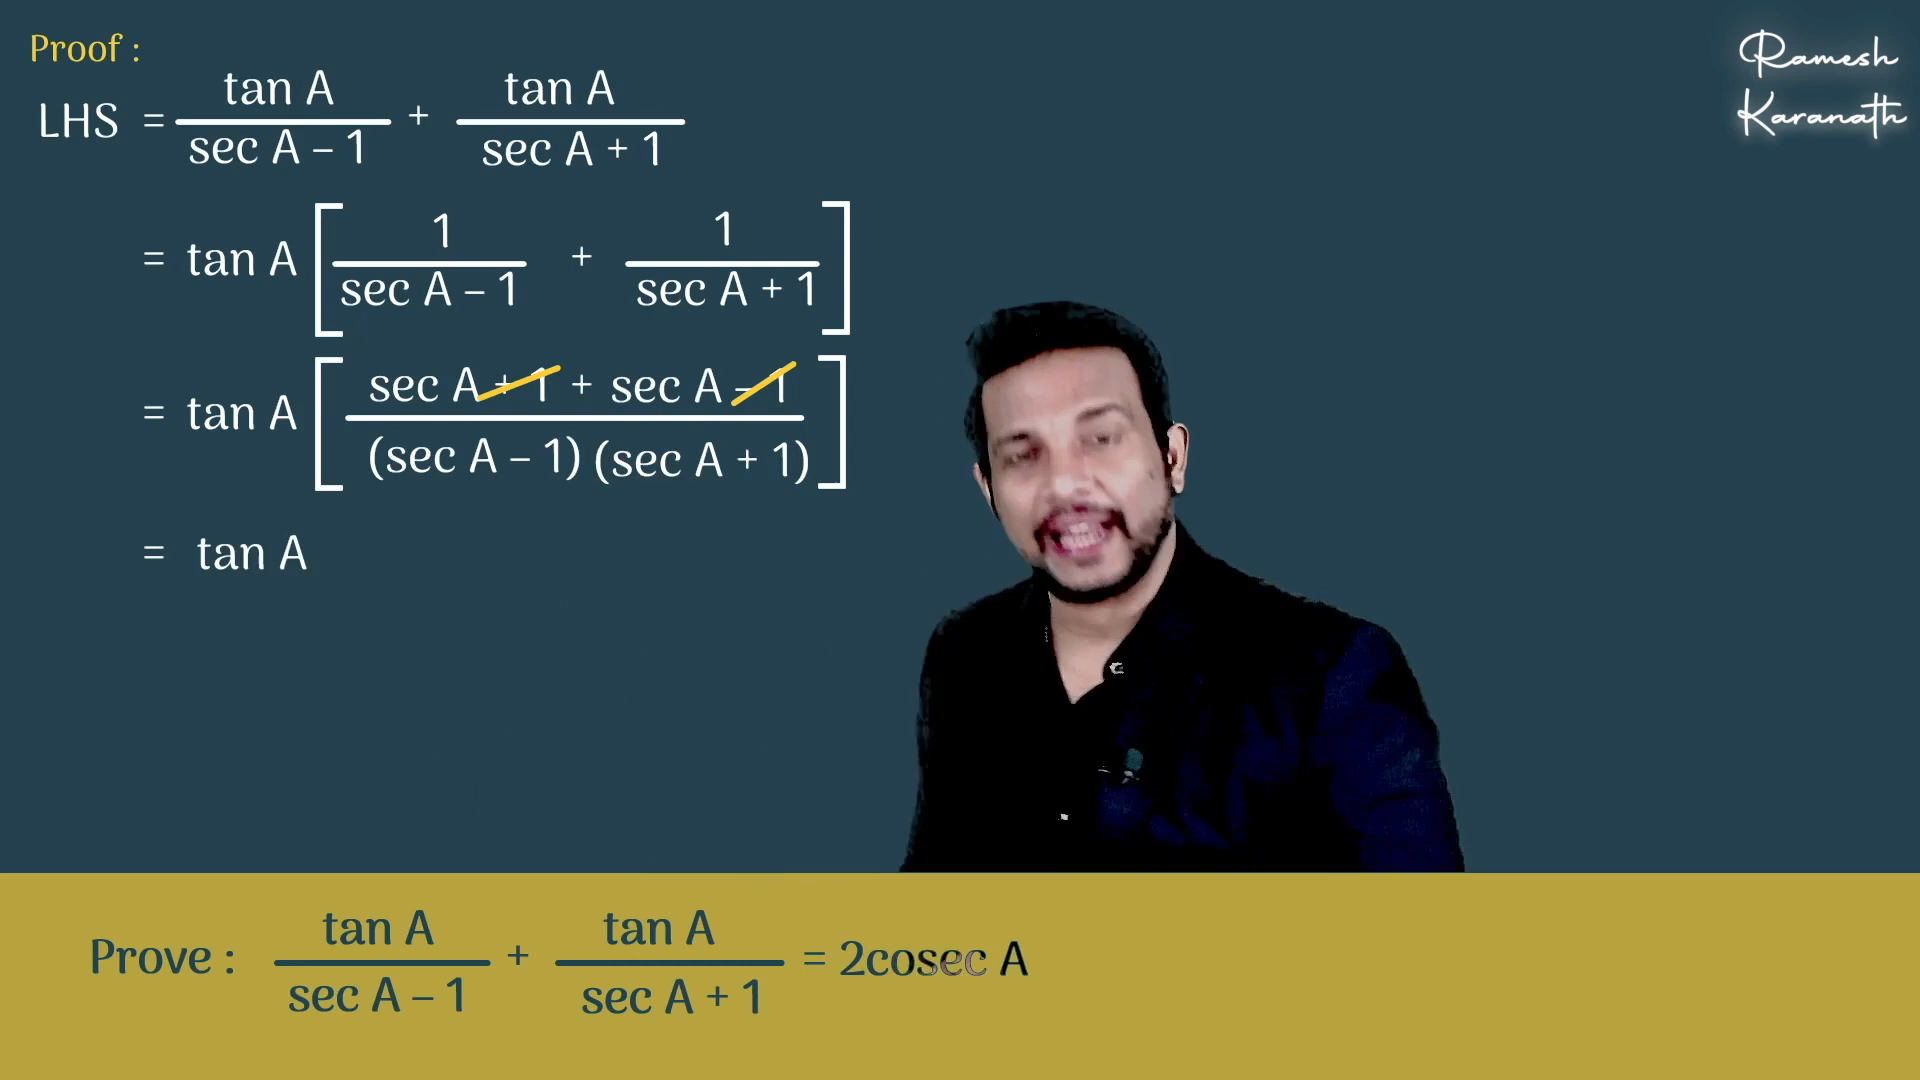 Proof :
Ramesh
Karanath
LHS = tan A / sec A – 1 + tan A / sec A + 1
= tan A [ 1 / sec A – 1 + 1 / sec A + 1 ]
= tan A [ sec A + 1 + sec A – 1 / (sec A – 1) (sec A + 1) ]
= tan A
Prove : tan A / sec A – 1 + tan A / sec A + 1 = 2cosec A